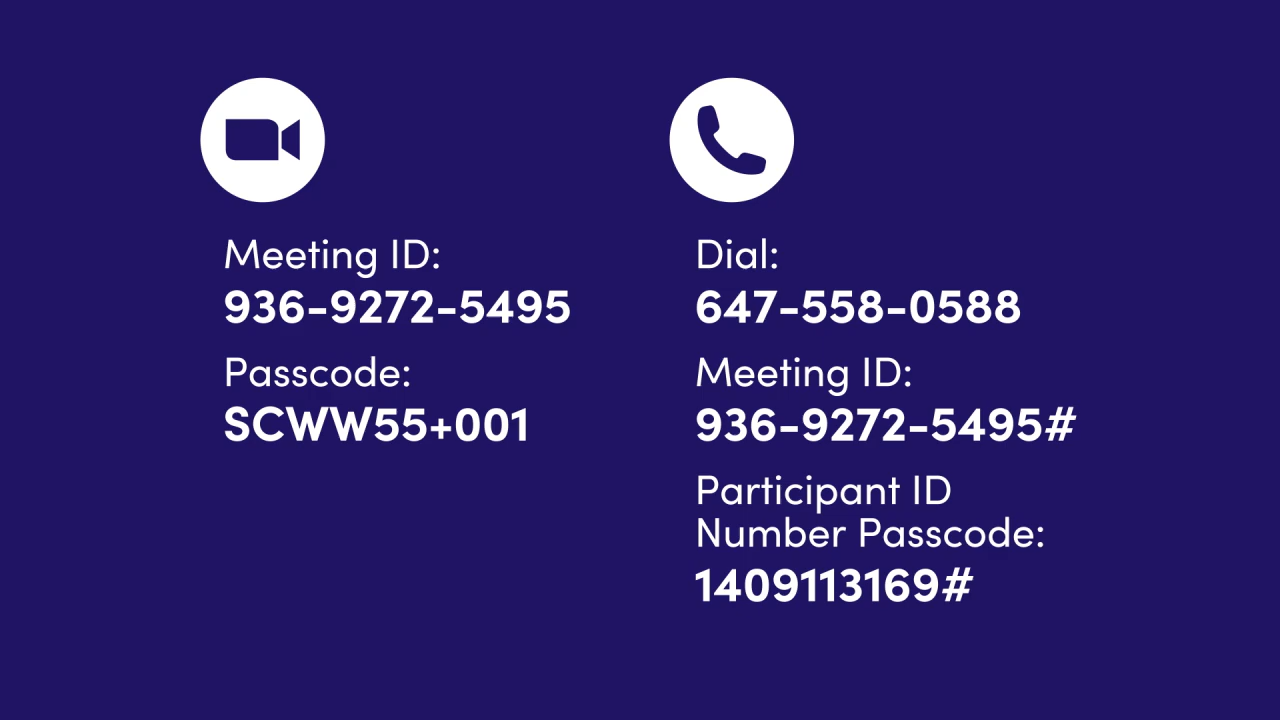 Meeting ID:
936-9272-5495
Passcode:
SCWW55+001
Dial:
647-558-0588
Meeting ID:
936-9272-5495#
Participant ID
Number Passcode:
1409113169#